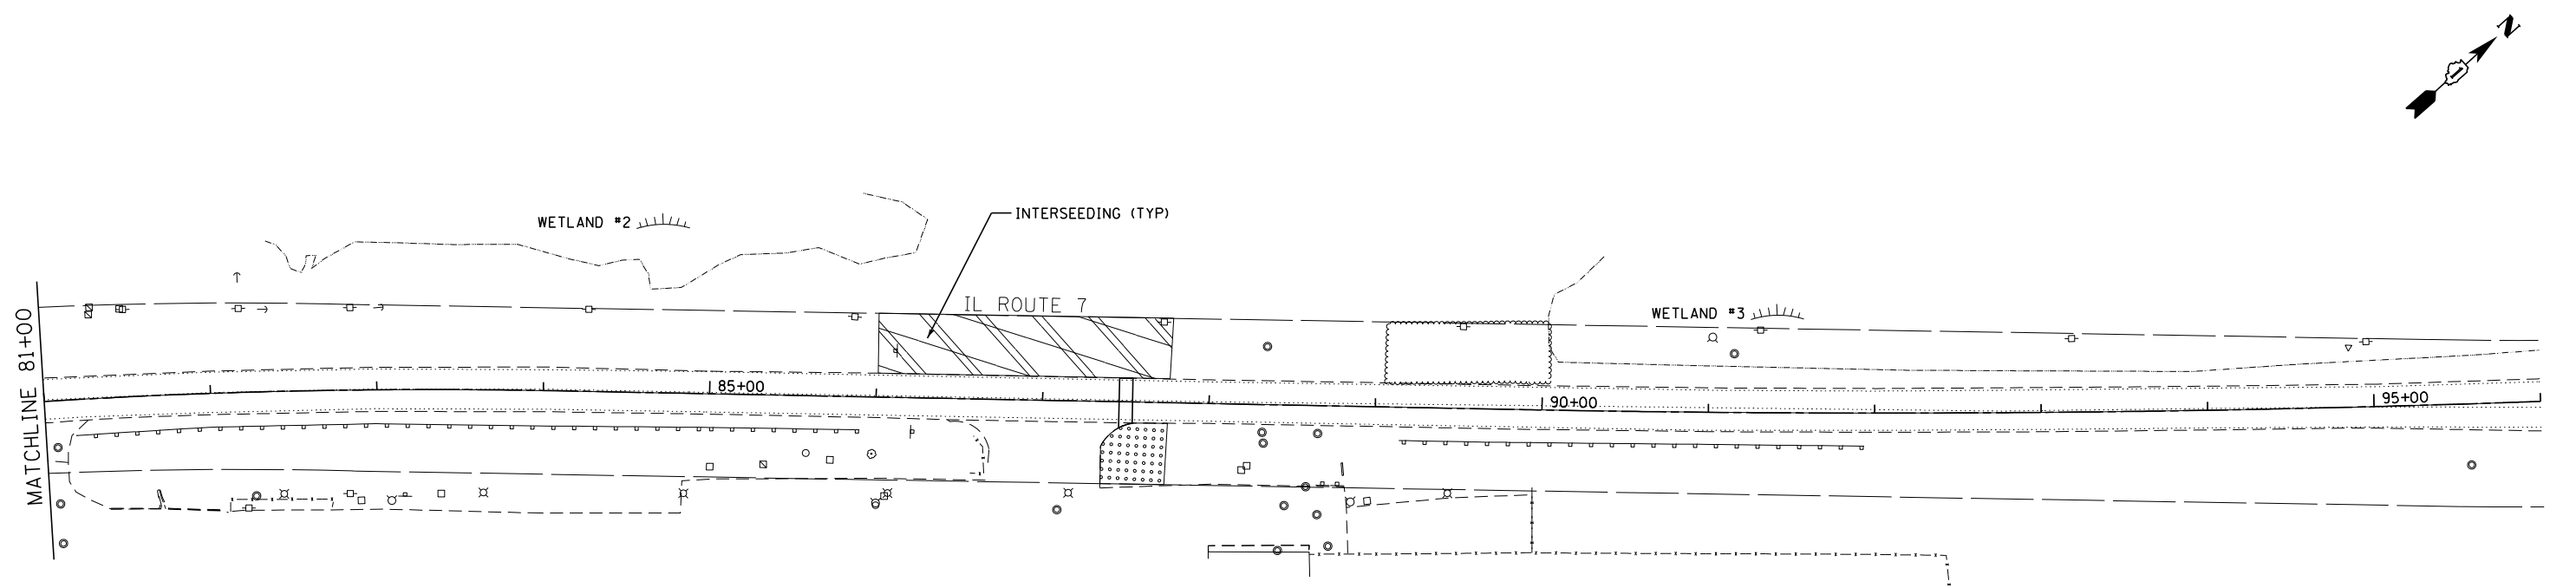 N
WETLAND #2
INTERSEEDING (TYP)
IL ROUTE 7
WETLAND #3
MATCHLINE 81+00
85+00
90+00
95+00